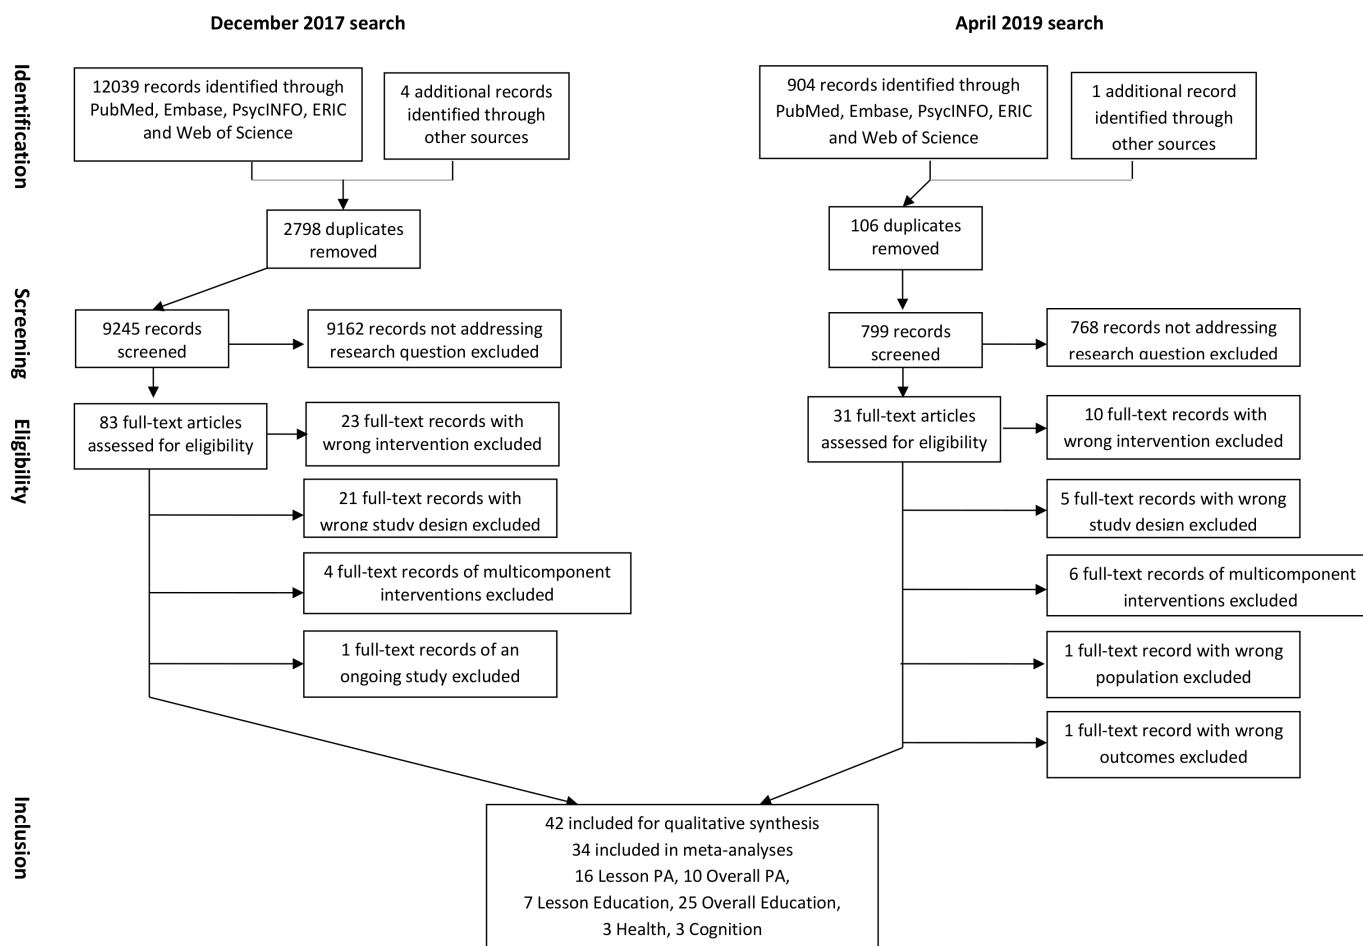 December 2017 search
April 2019 search
Identification
12039 records identified through
PubMed, Embase, PsycINFO, ERIC
and Web of Science
4 additional records
identified through
other sources
904 records identified through
PubMed, Embase, PsycINFO, ERIC
and Web of Science
1 additional record
identified through
other sources
2798 duplicates
removed
106 duplicates
removed
Screening
9245 records
screened
9162 records not addressing
research question excluded
799 records
screened
768 records not addressing
research question excluded
Eligibility
83 full-text articles
assessed for eligibility
23 full-text records with
wrong intervention excluded
31 full-text articles
assessed for eligibility
10 full-text records with
wrong intervention excluded
21 full-text records with
wrong study design excluded
5 full-text records with wrong
study design excluded
4 full-text records of multicomponent
interventions excluded
6 full-text records of multicomponent
interventions excluded
1 full-text records of an
ongoing study excluded
1 full-text record with wrong
population excluded
1 full-text record with wrong
outcomes excluded
Inclusion
42 included for qualitative synthesis
34 included in meta-analyses
16 Lesson PA, 10 Overall PA,
7 Lesson Education, 25 Overall Education,
3 Health, 3 Cognition